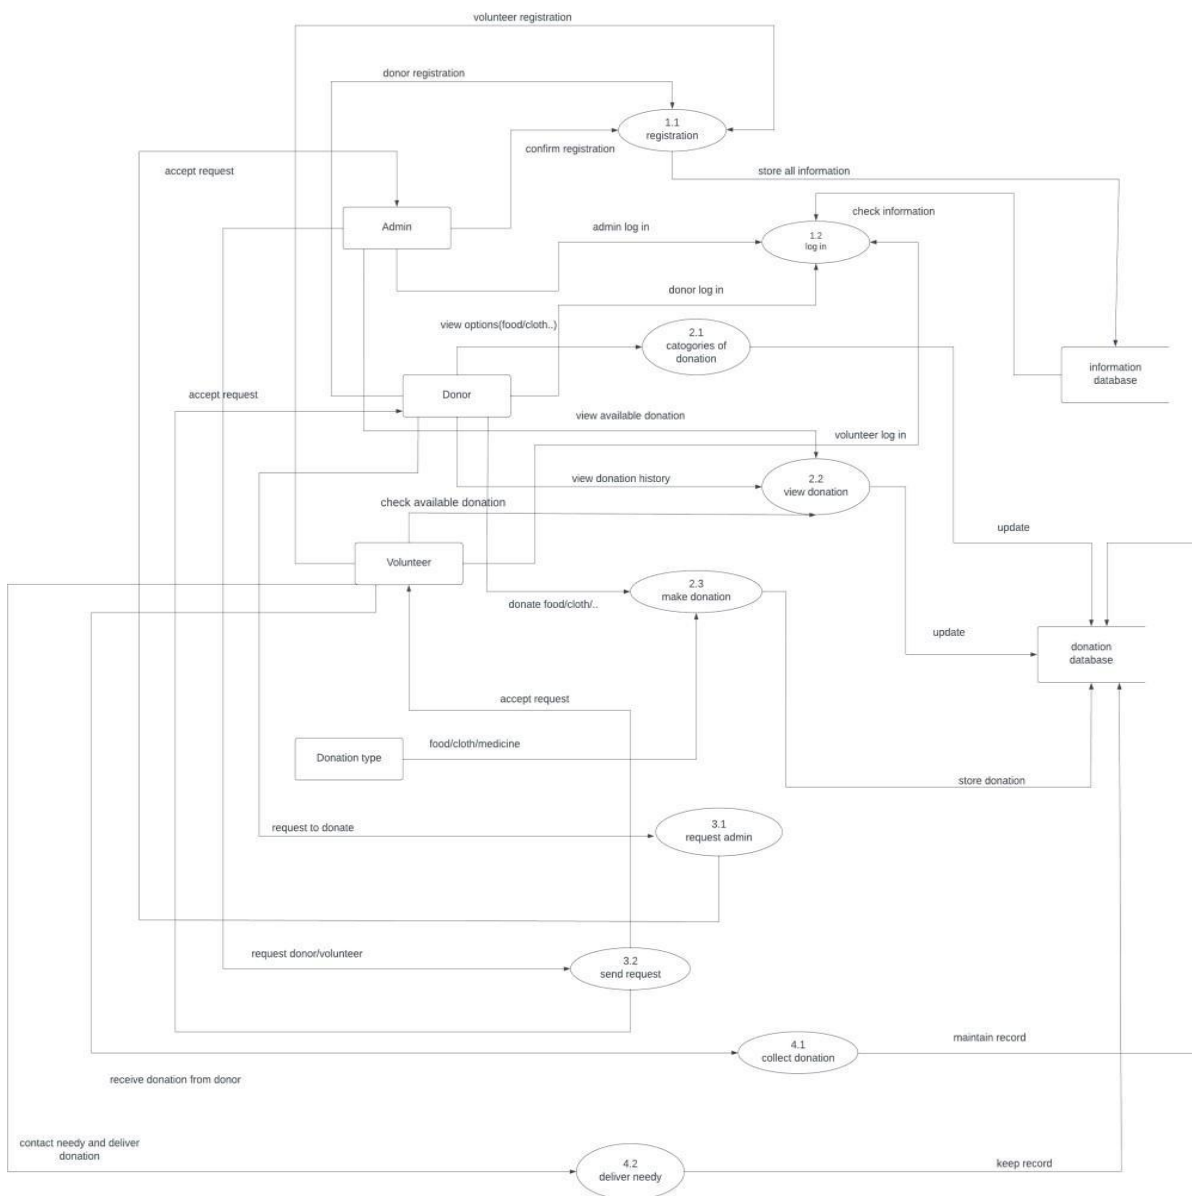 volunteer registration
donor registration
1.1
registration
confirm registration
accept request
store all information
check information
Admin
admin log in
1.2
log in
donor log in
view options(food/cloth..)
2.1
catogories of
donation
information
database
accept request
Donor
view available donation
volunteer log in
view donation history
2.2
view donation
check available donation
update
Volunteer
2.3
make donation
donate food/cloth/..
update
donation
database
accept request
food/cloth/medicine
Donation type
store donation
request to donate
3.1
request admin
request donor/volunteer
3.2
send request
4.1
collect donation
maintain record
receive donation from donor
contact needy and deliver
donation
4.2
deliver needy
keep record